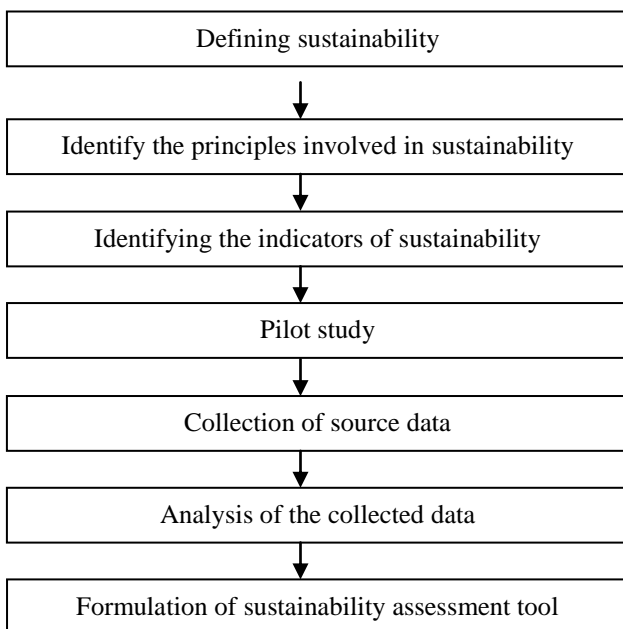 Defining sustainability
Identify the principles involved in sustainability
Identifying the indicators of sustainability
Pilot study
Collection of source data
Analysis of the collected data
Formulation of sustainability assessment tool